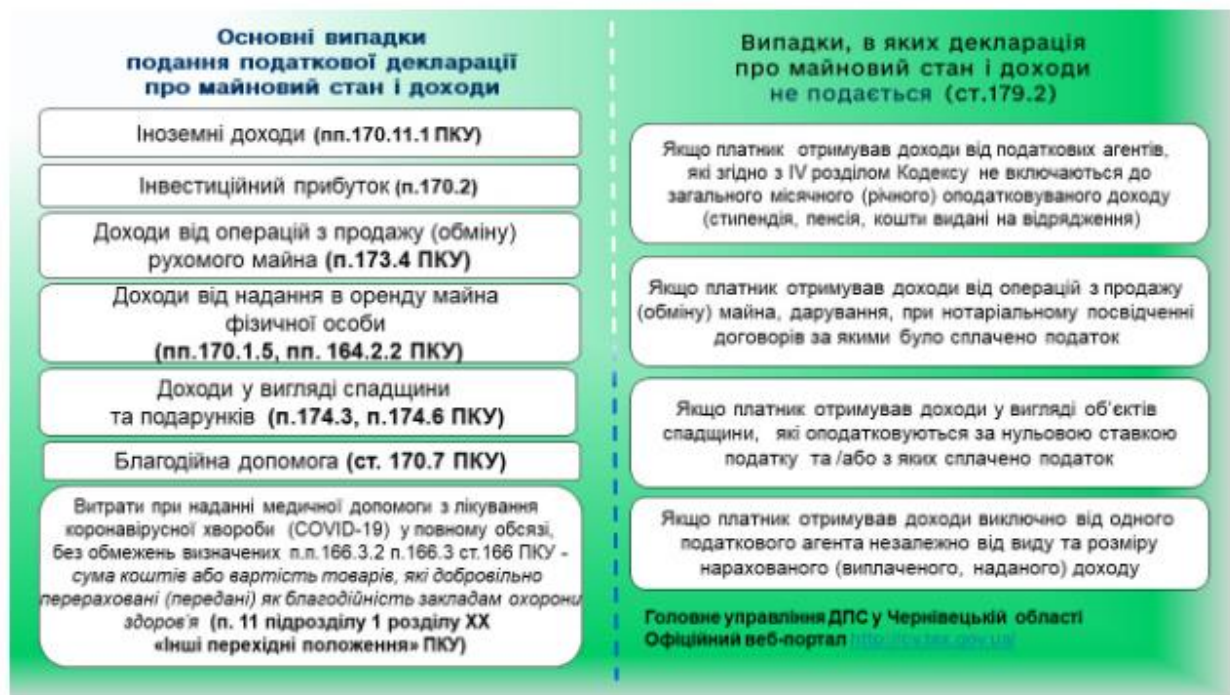 Основні випадки
подання податкової декларації
про майновий стан і доходи
Іноземні доходи (пп.170.11.1 ПКУ)
Інвестиційний прибуток (п.170.2)
Доходи від операцій з продажу (обміну)
рухомого майна (п.173.4 ПКУ)
Доходи від надання в оренду майна
фізичної особи
(пп.170.1.5, пп. 164.2.2 ПКУ)
Доходи у вигляді спадщини
та подарунків (п.174.3, п.174.6 ПКУ)
Благодійна допомога (ст. 170.7 ПКУ)
Витрати при наданні медичної допомоги з лікування
коронавірусної хвороби (COVID-19) у повному обсязі,
без обмежень визначених п.п.166.3.2 п.166.3 ст.166 ПКУ -
сума коштів або вартість товарів, які добровільно
перераховані (передані) як благодійність закладам охорони
здоров'я (п. 11 підрозділу 1 розділу XX
«Інші перехідні положення» ПКУ)
Випадки, в яких декларація
про майновий стан і доходи
не подається (ст.179.2)
Якщо платник отримував доходи від податкових агентів,
які згідно з IV розділом Кодексу не включаються до
загального місячного (річного) оподатковуваного доходу
(стипендія, пенсія, кошти видані на відрядження)
Якщо платник отримував доходи від операцій з продажу
(обміну) майна, дарування, при нотаріальному посвідченні
договорів за якими було сплачено податок
Якщо платник отримував доходи у вигляді об'єктів
спадщини, які оподатковуються за нульовою ставкою
податку та /або з яких сплачено податок
Якщо платник отримував доходи виключно від одного
податкового агента незалежно від виду та розміру
нарахованого (виплаченого, наданого) доходу
Головне управління ДПС у Чернівецькій області
Офіційний веб-портал http://cv.tax.gov.ua/